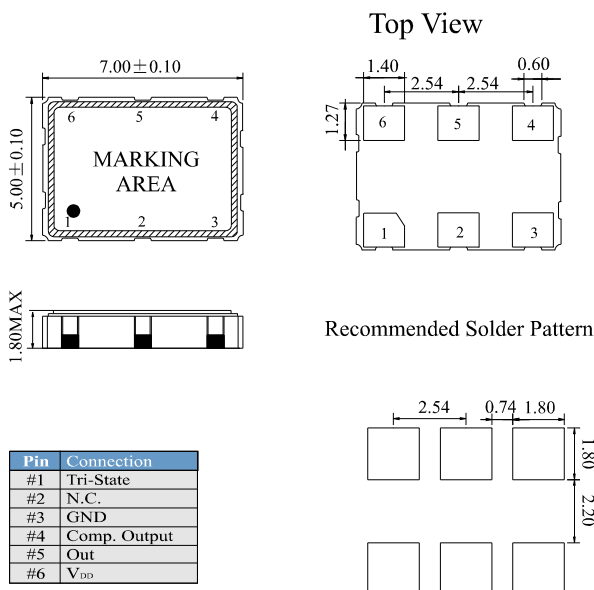 Top View
7.00±0.10
5.00±0.10
6 5 4
MARKING
AREA
1 2 3
1.40
2.54 2.54
0.60
1.27
6 5 4
1 2 3
1.80MAX
Recommended Solder Pattern
2.54 0.74 1.80
1.80
2.20
Pin Connection
#1 Tri-State
#2 N.C.
#3 GND
#4 Comp. Output
#5 Out
#6 VDD